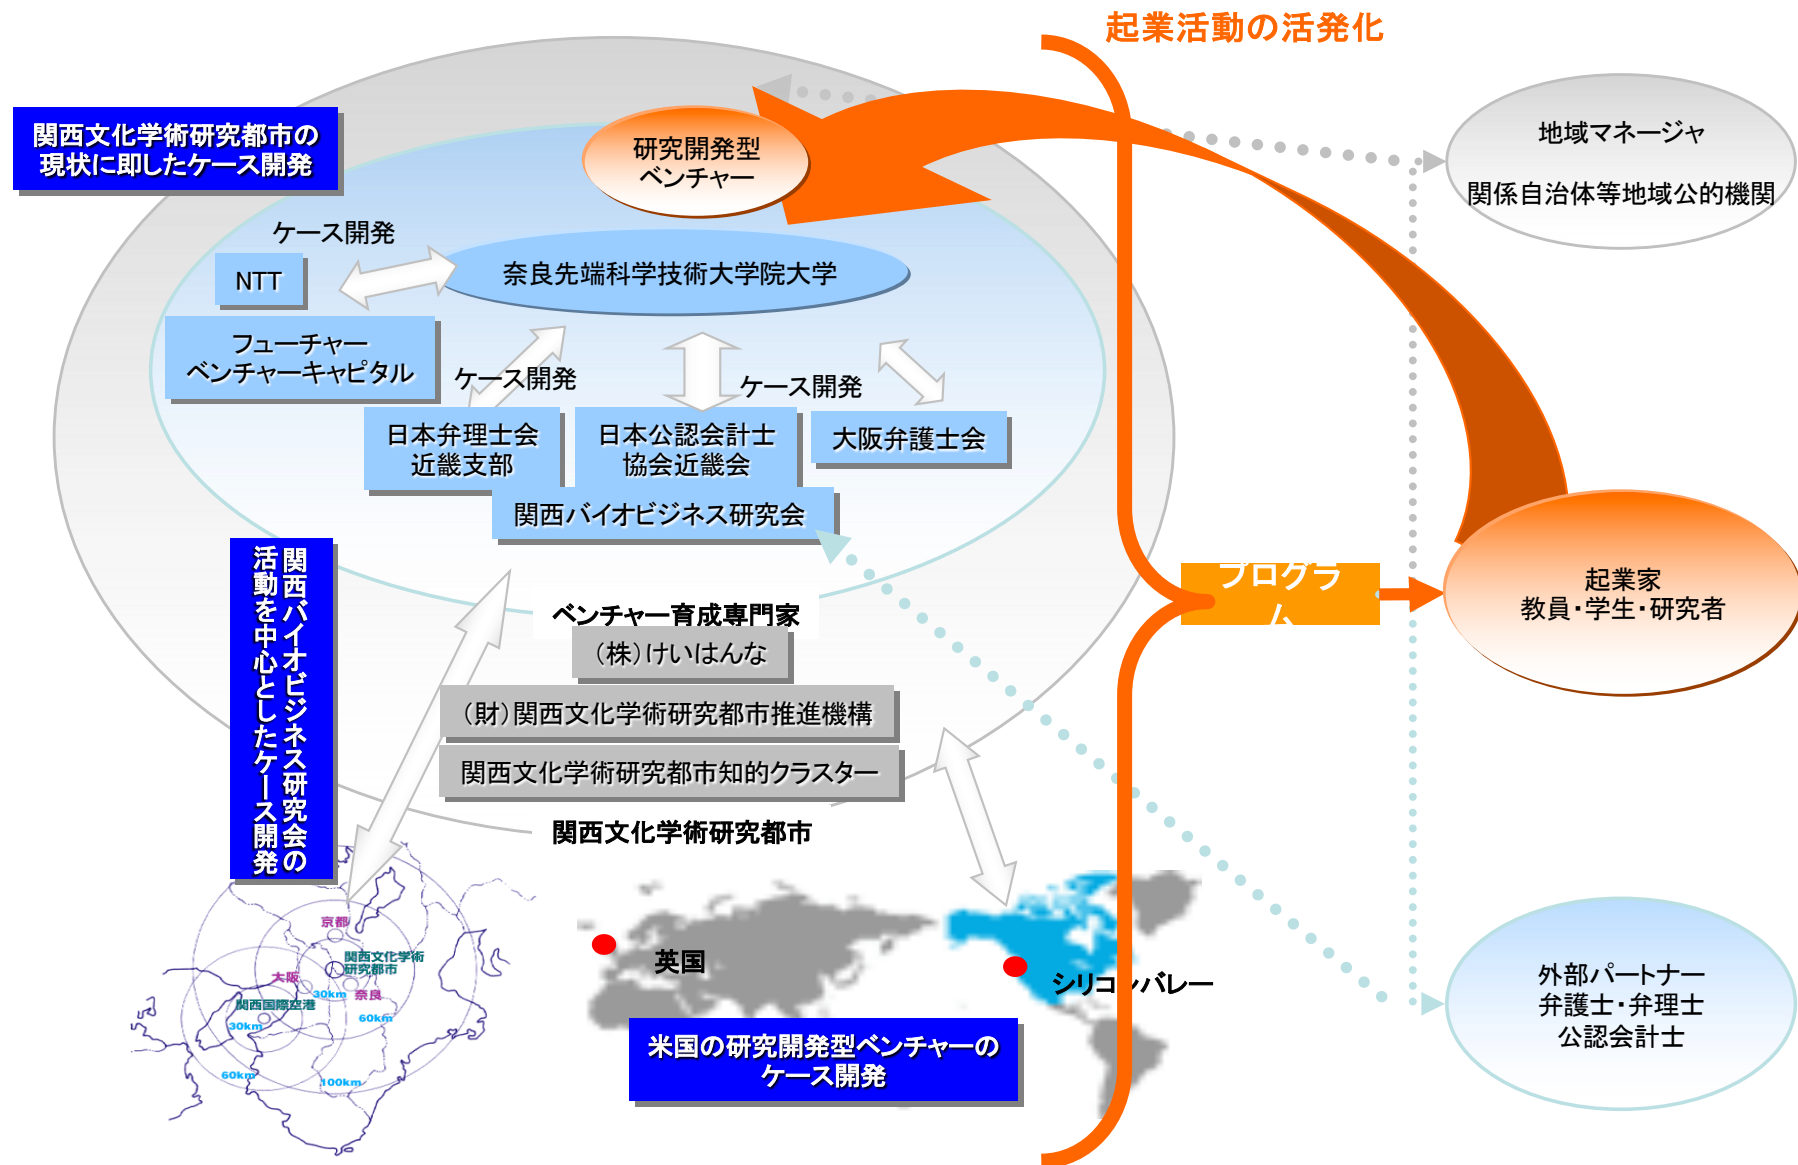 起業活動の活発化
関西文化学術研究都市の
現状に即したケース開発
研究開発型
ベンチャー
地域マネージャ
関係自治体等地域公的機関
ケース開発
NTT
奈良先端科学技術大学院大学
フューチャー
ベンチャーキャピタル
ケース開発
ケース開発
日本弁理士会
近畿支部
日本公認会計士
協会近畿会
大阪弁護士会
関西バイオビジネス研究会
関西バイオビジネス研究会の
活動を中心としたケース開発
プログラ
ム
起業家
教員・学生・研究者
ベンチャー育成専門家
（株）けいはんな
（財）関西文化学術研究都市推進機構
関西文化学術研究都市知的クラスター
関西文化学術研究都市
京都
関西文化学術
研究都市
大阪
奈良
30km
関西国際空港
60km
30km
60km
100km
英国
シリコンバレー
米国の研究開発型ベンチャーの
ケース開発
外部パートナー
弁護士・弁理士
公認会計士